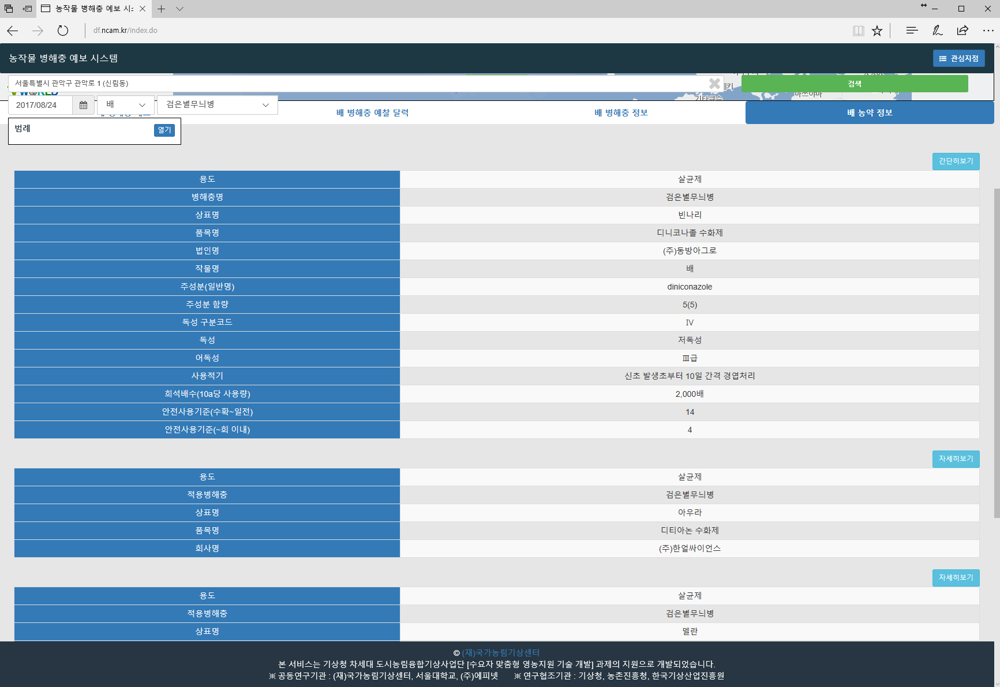 농작물 병해충 예보 시
df.ncam.kr/index.do
농작물 병해충 예보 시스템
관심지점
서울특별시 관악구 관악로 1 (신림동)
검색
2017/08/24 배 검은별무늬병
배 병해충 예찰 달력 배 병해충 정보 배 농약 정보
범례 열기
간단히보기
용도 살균제
병해충명 검은별무늬병
상표명 빈나리
품목명 디니코나졸 수화제
법인명 (주)동방아그로
작물명 배
주성분(일반명) diniconazole
주성분 함량 5(5)
독성 구분코드 IV
독성 저독성
어독성 Ⅲ급
사용적기 신초 발생초부터 10일 간격 경엽처리
희석배수(10a당 사용량) 2,000배
안전사용기준(수확~일전) 14
안전사용기준(~회 이내) 4
자세히보기
용도 살균제
적용병해충 검은별무늬병
상표명 아우라
품목명 디티아논 수화제
회사명 (주)한얼싸이언스
자세히보기
용도 살균제
적용병해충 검은별무늬병
상표명 델란
© (재)국가농림기상센터
본 서비스는 기상청 차세대 도시농림융합기상사업단 [수요자 맞춤형 영농지원 기술 개발] 과제의 지원으로 개발되었습니다.
※ 공동연구기관 : (재)국가농림기상센터, 서울대학교, (주)에피넷 ※ 연구협조기관 : 기상청, 농촌진흥청, 한국기상산업진흥원